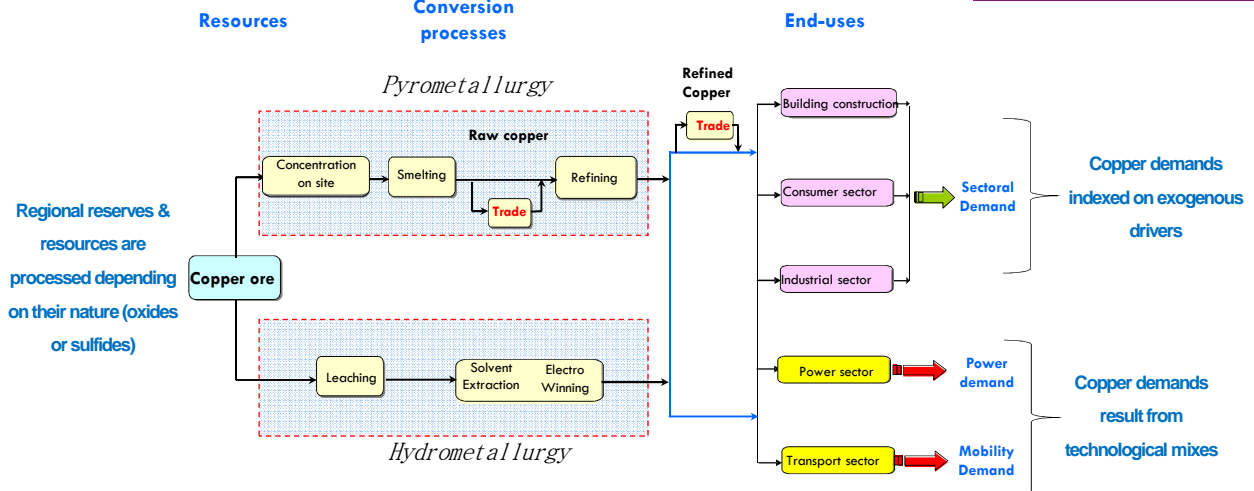 Resources
Conversion
processes
End-uses
Pyrometallurgy
Refined
Copper
Trade
Raw copper
Concentration
on site
Smelting
Refining
Trade
Building construction
Consumer sector
Industrial sector
Sectoral
Demand
Copper demands
indexed on exogenous
drivers
Regional reserves &
resources are
processed depending
on their nature (oxides
or sulfides)
Copper ore
Leaching
Solvent
Extraction
Electro
Winning
Hydrometallurgy
Power sector
Power
demand
Transport sector
Mobility
Demand
Copper demands
result from
technological mixes